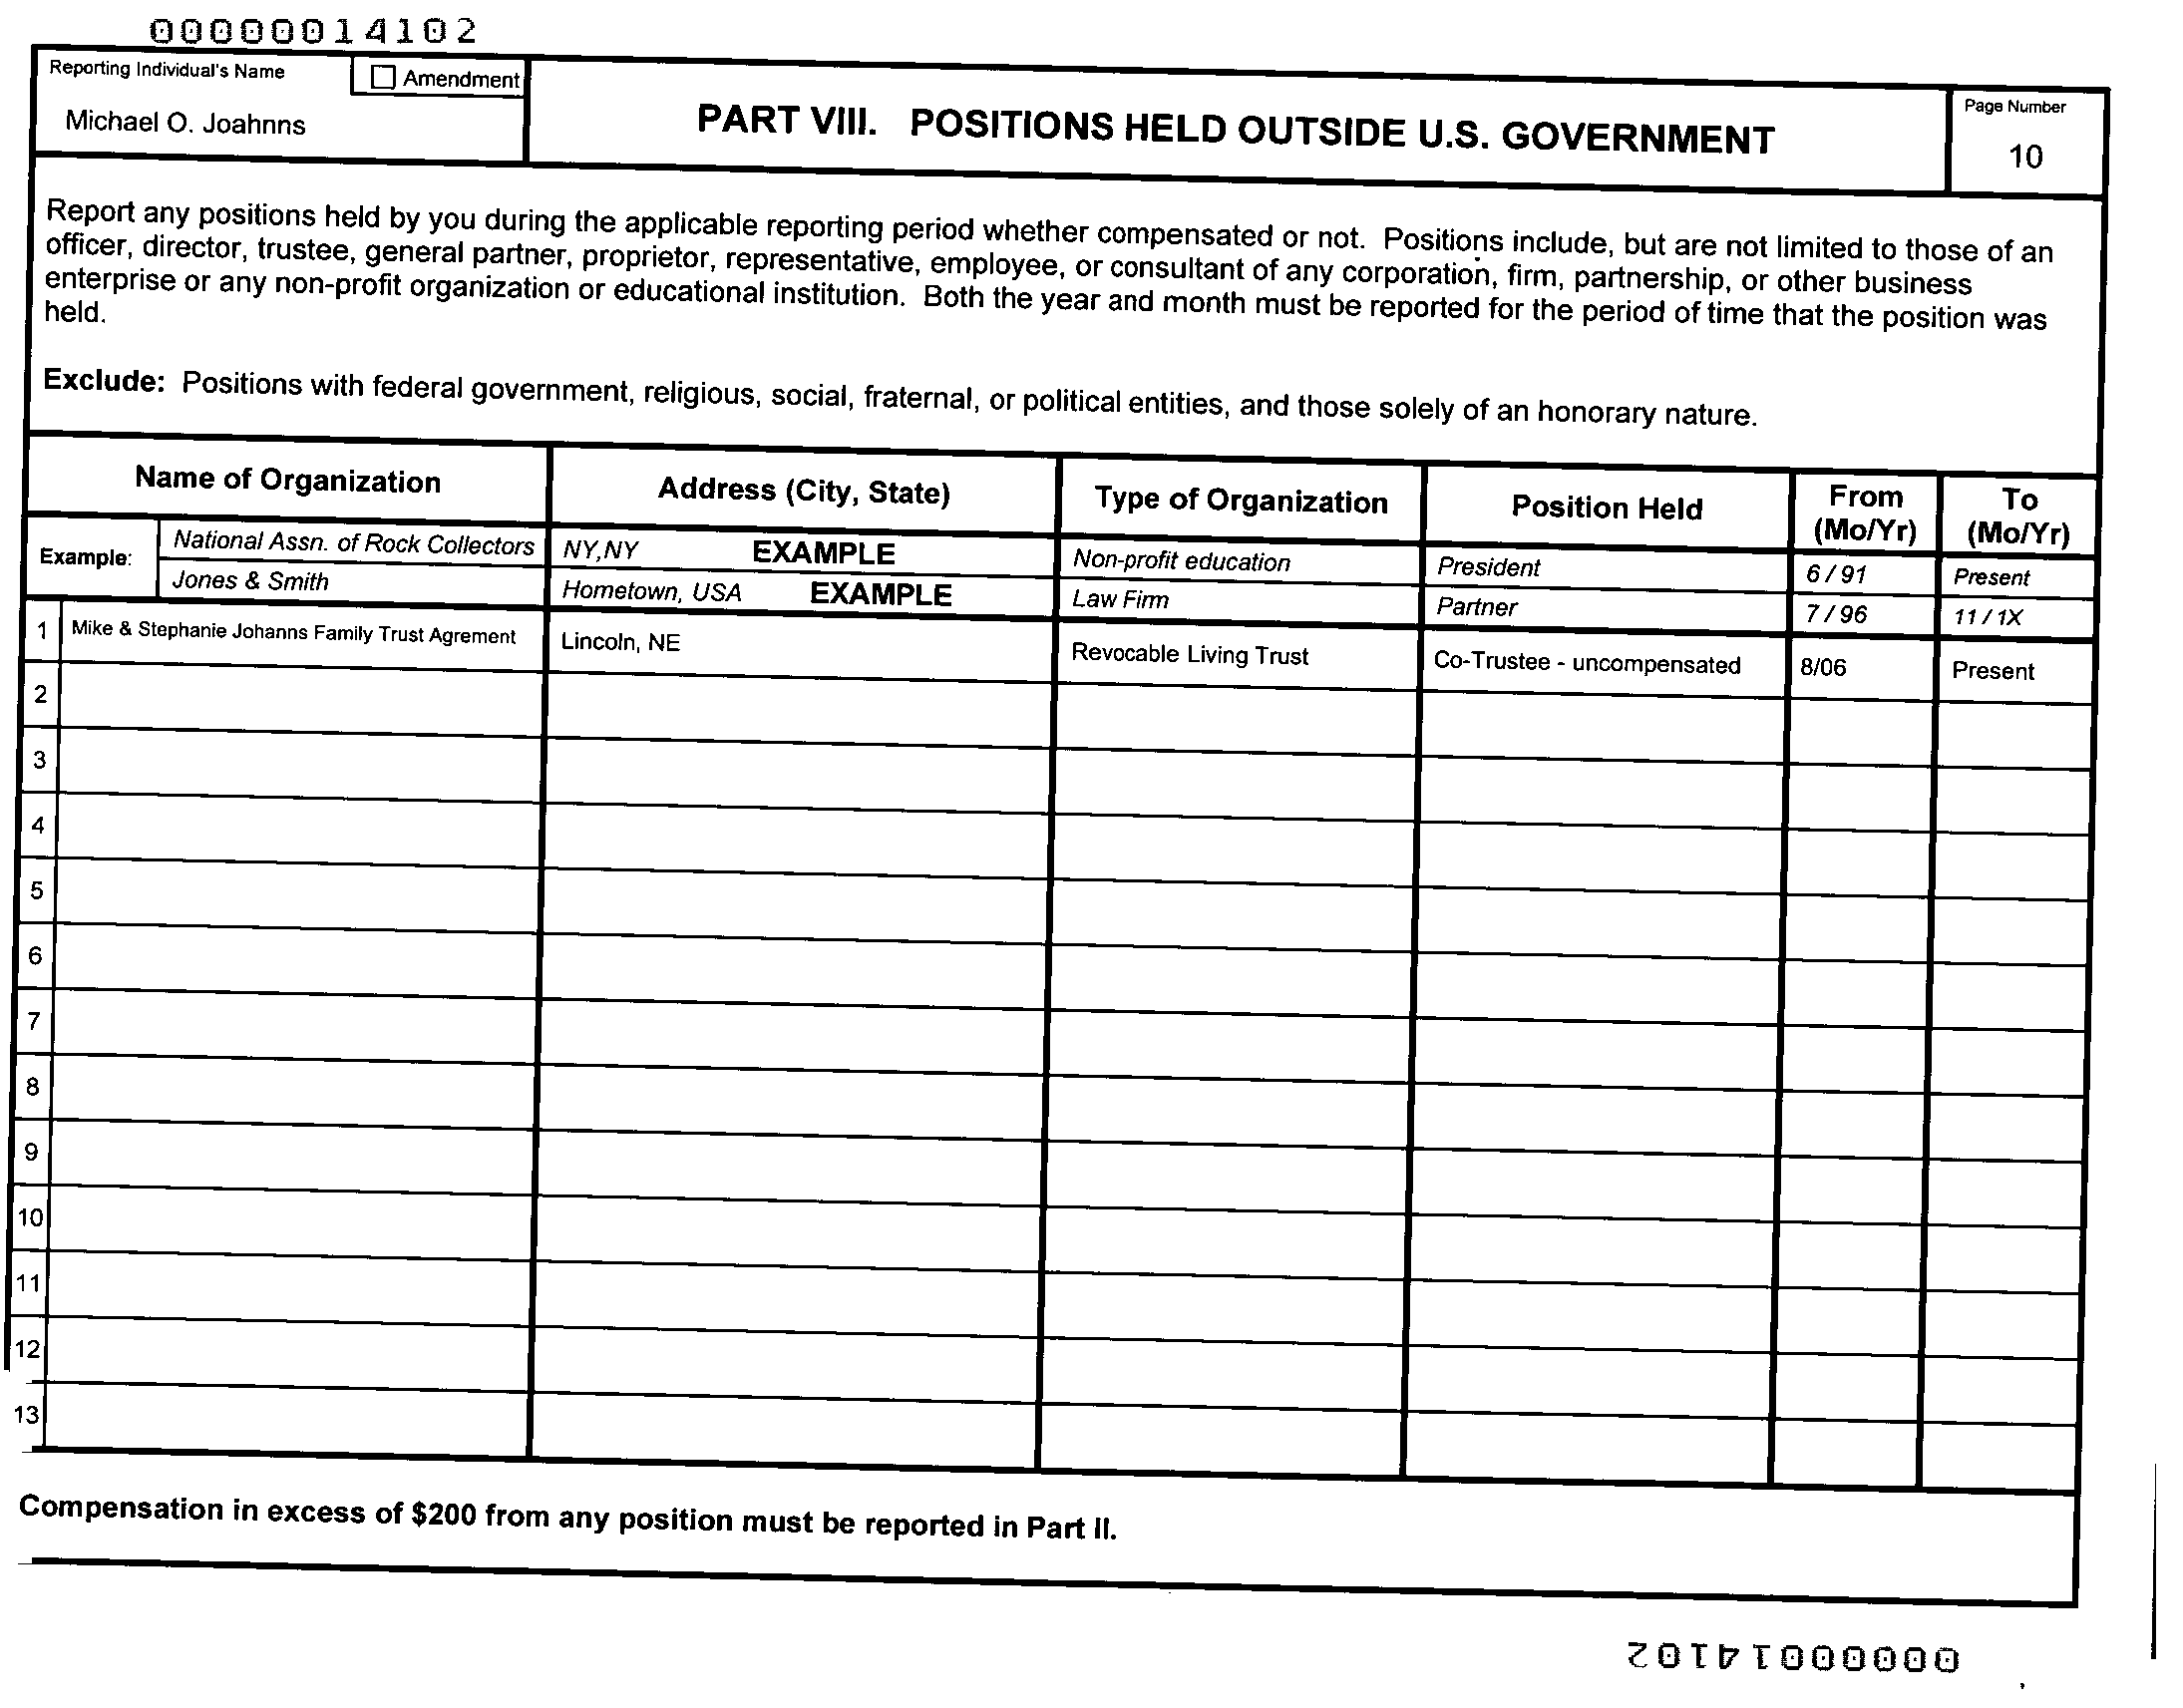 00000014102
Reporting Individual's Name
Amendment
Michael O. Joahnns
PART VIII. POSITIONS HELD OUTSIDE U.S. GOVERNMENT
Page Number
10
Report any positions held by you during the applicable reporting period whether compensated or not. Positions include, but are not limited to those of an
officer, director, trustee, general partner, proprietor, representative, employee, or consultant of any corporation, firm, partnership, or other business
enterprise or any non-profit organization or educational institution. Both the year and month must be reported for the period of time that the position was
held.
Exclude: Positions with federal government, religious, social, fraternal, or political entities, and those solely of an honorary nature.
Name of Organization Address (City, State) Type of Organization Position Held From (Mo/Yr) To (Mo/Yr)
Example: National Assn. of Rock Collectors NY,NY EXAMPLE Non-profit education President 6 / 91 Present
Jones & Smith Hometown, USA EXAMPLE Law Firm Partner 7 / 96 11 / 1X
1 Mike & Stephanie Johanns Family Trust Agrement Lincoln, NE Revocable Living Trust Co-Trustee - uncompensated 8/06 Present
2
3
4
5
6
7
8
9
10
11
12
13
Compensation in excess of $200 from any position must be reported in Part II.
00000014102